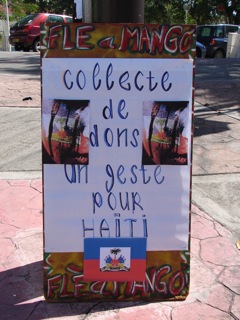 FLE à MANGO
collecte
de
dons
Un geste
pour
HAÏTI
FLE à MANGO